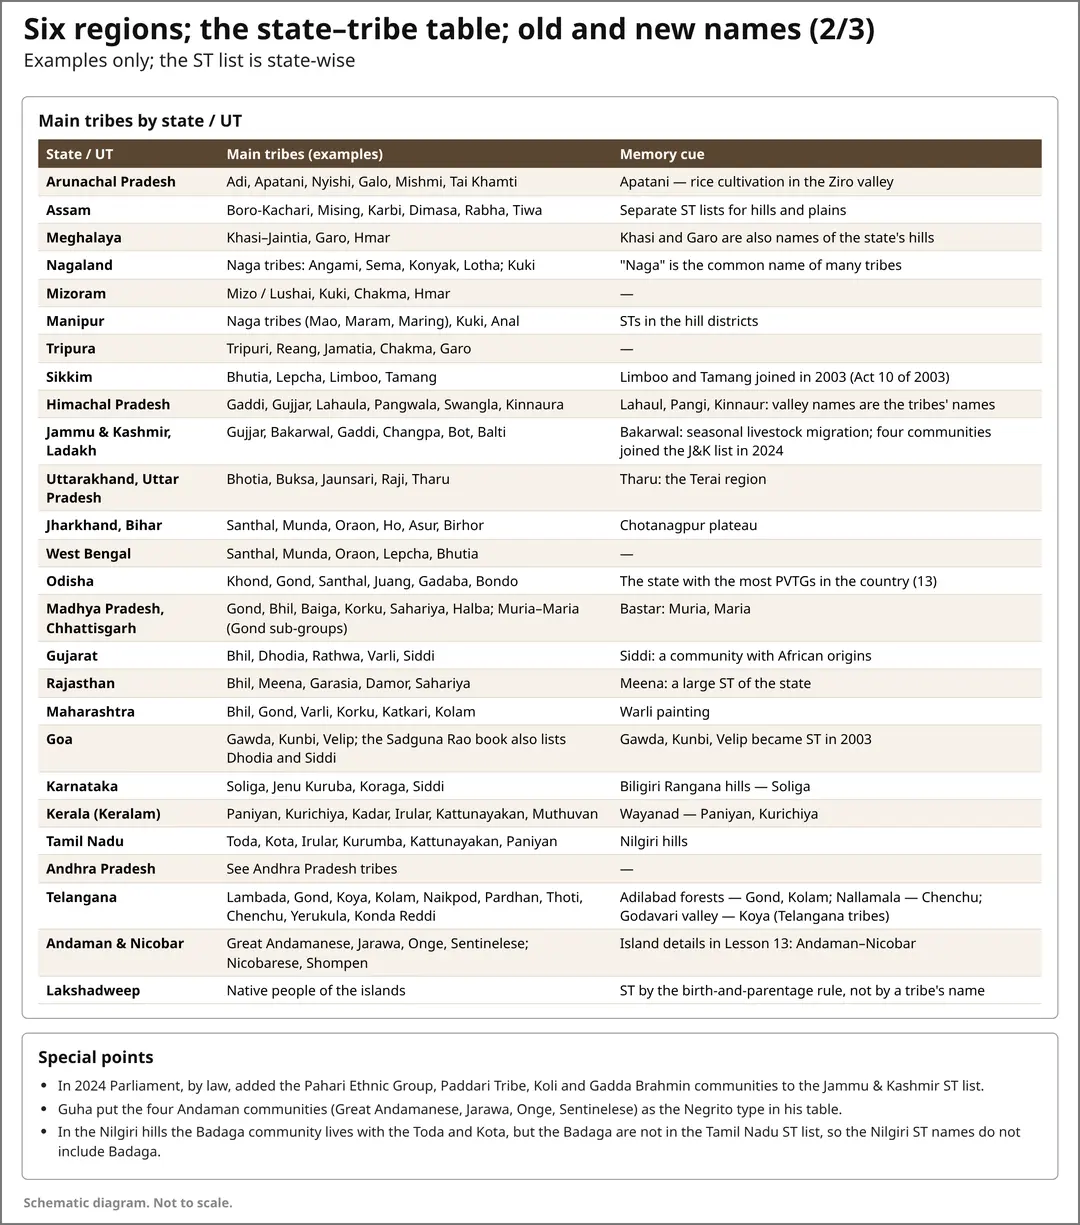 Six regions; the state–tribe table; old and new names (2/3)
Examples only; the ST list is state-wise
Main tribes by state / UT
State / UT Main tribes (examples) Memory cue
Arunachal Pradesh Adi, Apatani, Nyishi, Galo, Mishmi, Tai Khamti Apatani — rice cultivation in the Ziro valley
Assam Boro-Kachari, Mising, Karbi, Dimasa, Rabha, Tiwa Separate ST lists for hills and plains
Meghalaya Khasi–Jaintia, Garo, Hmar Khasi and Garo are also names of the state's hills
Nagaland Naga tribes: Angami, Sema, Konyak, Lotha; Kuki "Naga" is the common name of many tribes
Mizoram Mizo / Lushai, Kuki, Chakma, Hmar —
Manipur Naga tribes (Mao, Maram, Maring), Kuki, Anal STs in the hill districts
Tripura Tripuri, Reang, Jamatia, Chakma, Garo —
Sikkim Bhutia, Lepcha, Limboo, Tamang Limboo and Tamang joined in 2003 (Act 10 of 2003)
Himachal Pradesh Gaddi, Gujjar, Lahaula, Pangwala, Swangla, Kinnaura Lahaul, Pangi, Kinnaur: valley names are the tribes' names
Jammu & Kashmir, Gujjar, Bakarwal, Gaddi, Changpa, Bot, Balti Bakarwal: seasonal livestock migration; four communities
Ladakh joined the J&K list in 2024
Uttarakhand, Uttar Bhotia, Buksa, Jaunsari, Raji, Tharu Tharu: the Terai region
Pradesh
Jharkhand, Bihar Santhal, Munda, Oraon, Ho, Asur, Birhor Chotanagpur plateau
West Bengal Santhal, Munda, Oraon, Lepcha, Bhutia —
Odisha Khond, Gond, Santhal, Juang, Gadaba, Bondo The state with the most PVTGs in the country (13)
Madhya Pradesh, Gond, Bhil, Baiga, Korku, Sahariya, Halba; Muria–Maria Bastar: Muria, Maria
Chhattisgarh (Gond sub-groups)
Gujarat Bhil, Dhodia, Rathwa, Varli, Siddi Siddi: a community with African origins
Rajasthan Bhil, Meena, Garasia, Damor, Sahariya Meena: a large ST of the state
Maharashtra Bhil, Gond, Varli, Korku, Katkari, Kolam Warli painting
Goa Gawda, Kunbi, Velip; the Sadguna Rao book also lists Gawda, Kunbi, Velip became ST in 2003
Dhodia and Siddi
Karnataka Soliga, Jenu Kuruba, Koraga, Siddi Biligiri Rangana hills — Soliga
Kerala (Keralam) Paniyan, Kurichiya, Kadar, Irular, Kattunayakan, Muthuvan Wayanad — Paniyan, Kurichiya
Tamil Nadu Toda, Kota, Irular, Kurumba, Kattunayakan, Paniyan Nilgiri hills
Andhra Pradesh See Andhra Pradesh tribes —
Telangana Lambada, Gond, Koya, Kolam, Naikpod, Pardhan, Thoti, Adilabad forests — Gond, Kolam; Nallamala — Chenchu;
Chenchu, Yerukula, Konda Reddi Godavari valley — Koya (Telangana tribes)
Andaman & Nicobar Great Andamanese, Jarawa, Onge, Sentinelese; Island details in Lesson 13: Andaman–Nicobar
Nicobarese, Shompen
Lakshadweep Native people of the islands ST by the birth-and-parentage rule, not by a tribe's name
Special points
• In 2024 Parliament, by law, added the Pahari Ethnic Group, Paddari Tribe, Koli and Gadda Brahmin communities to the Jammu & Kashmir ST list.
• Guha put the four Andaman communities (Great Andamanese, Jarawa, Onge, Sentinelese) as the Negrito type in his table.
• In the Nilgiri hills the Badaga community lives with the Toda and Kota, but the Badaga are not in the Tamil Nadu ST list, so the Nilgiri ST names do not
include Badaga.
Schematic diagram. Not to scale.